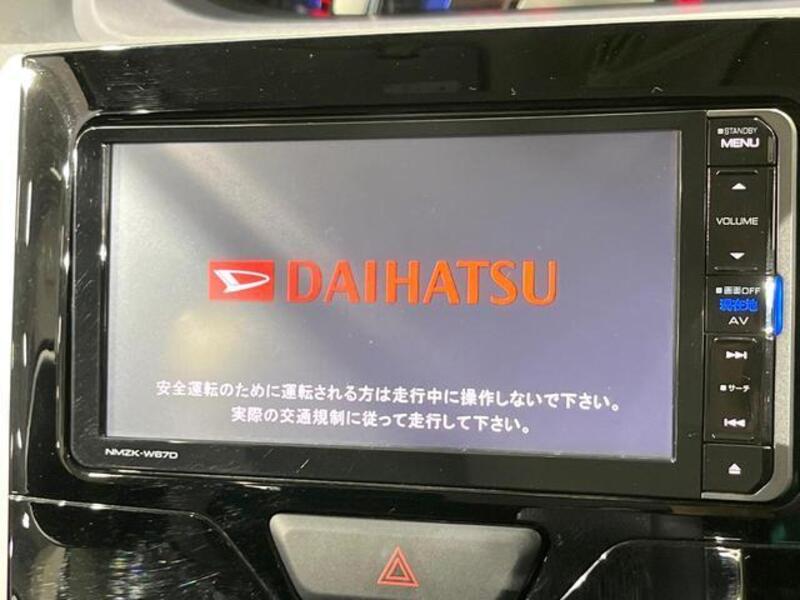 ■STANDBY
MENU
VOLUME
■画面OFF
現在地
AV
■サーチ
DAIHATSU
安全運転のために運転される方は走行中に操作しないで下さい。
実際の交通規制に従って走行して下さい。
NMZK-W67D